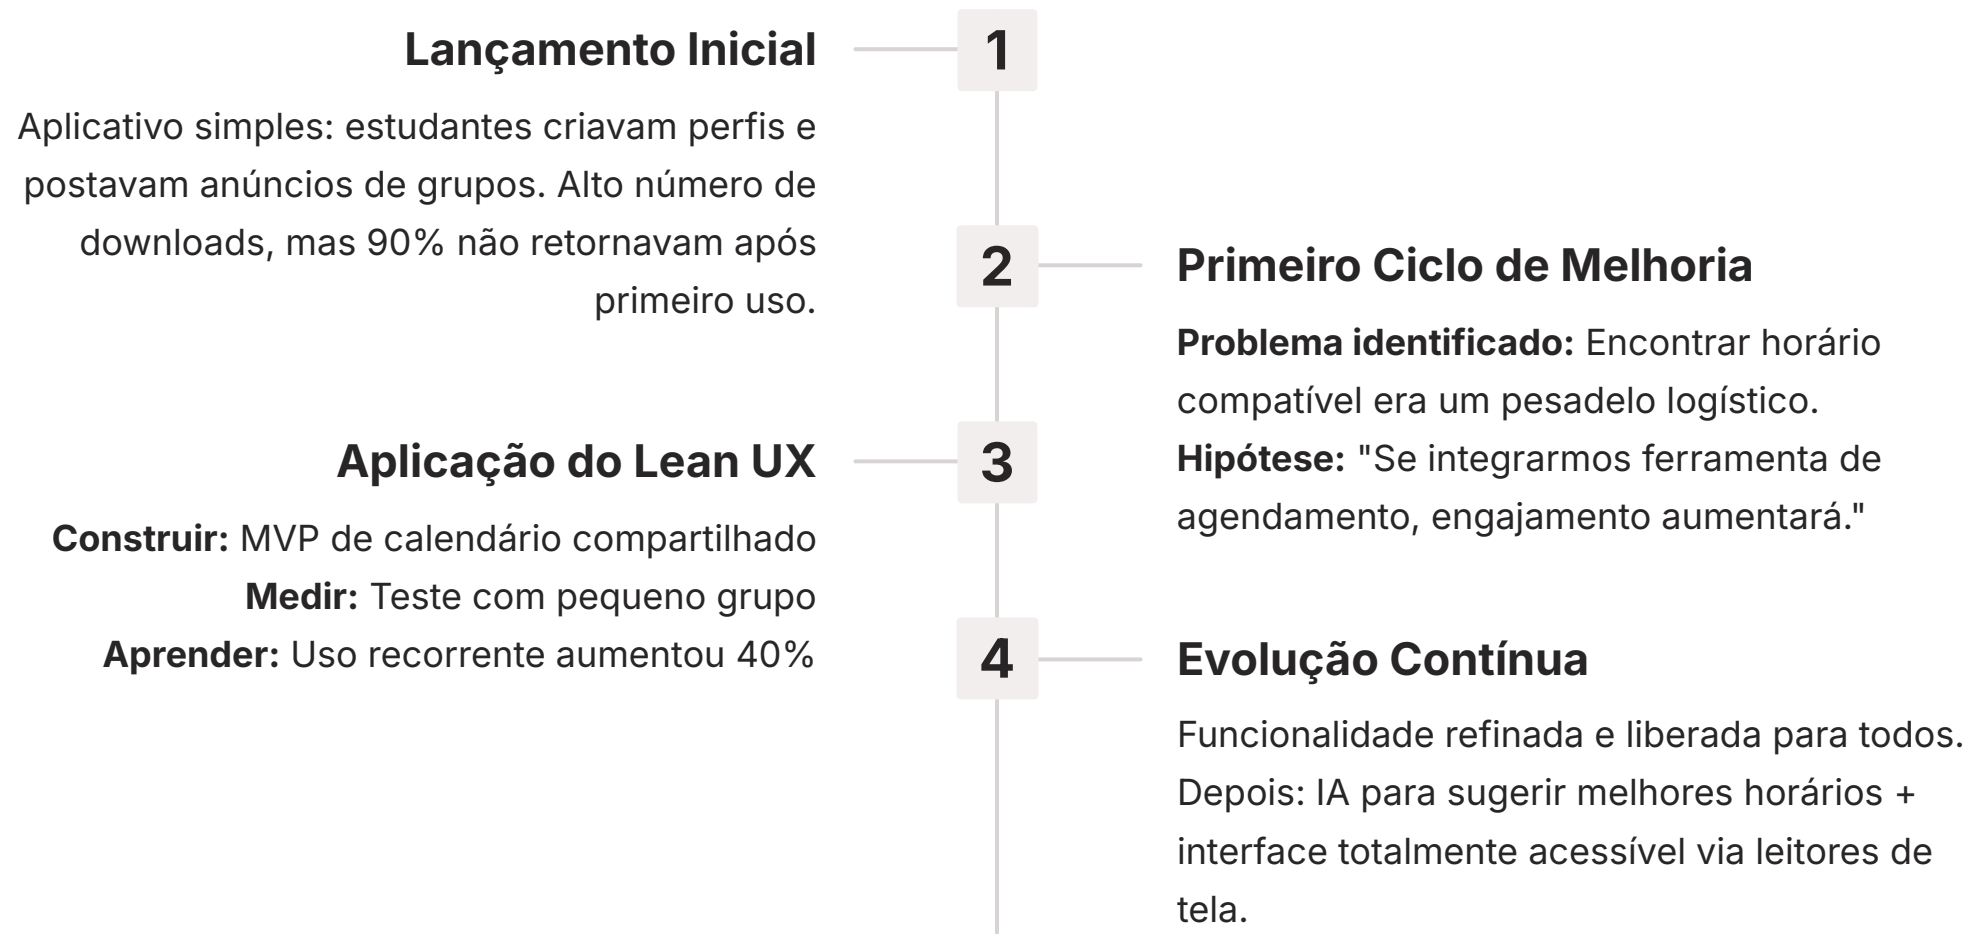 Lançamento Inicial
1
Aplicativo simples: estudantes criavam perfis e
postavam anúncios de grupos. Alto número de
downloads, mas 90% não retornavam após
primeiro uso.
2
Primeiro Ciclo de Melhoria
Problema identificado: Encontrar horário
compatível era um pesadelo logístico.
Hipótese: "Se integrarmos ferramenta de
agendamento, engajamento aumentará."
Aplicação do Lean UX
3
Construir: MVP de calendário compartilhado
Medir: Teste com pequeno grupo
Aprender: Uso recorrente aumentou 40%
4
Evolução Contínua
Funcionalidade refinada e liberada para todos.
Depois: IA para sugerir melhores horários +
interface totalmente acessível via leitores de
tela.